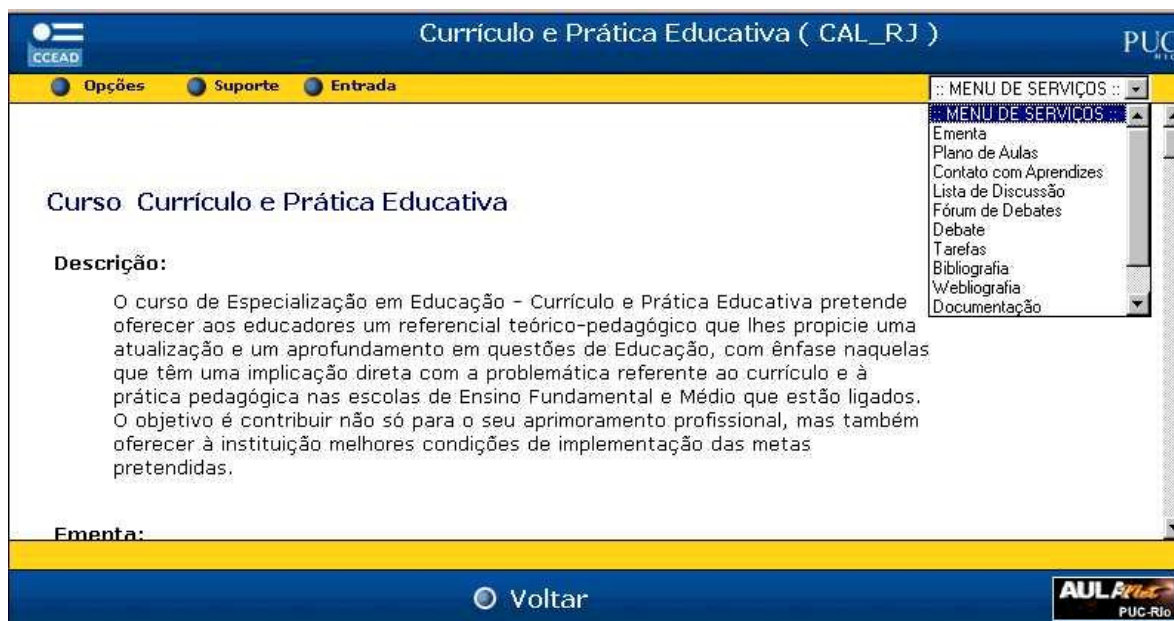 Currículo e Prática Educativa ( CAL_RJ )
CCEAD
PUC
Opções Suporte Entrada
:: MENU DE SERVIÇOS ::
:: MENU DE SERVIÇOS ::
Ementa
Plano de Aulas
Contato com Aprendizes
Lista de Discussão
Fórum de Debates
Debate
Tarefas
Bibliografia
Webliografia
Documentação
Curso Currículo e Prática Educativa
Descrição:
O curso de Especialização em Educação - Currículo e Prática Educativa pretende
oferecer aos educadores um referencial teórico-pedagógico que lhes propicie uma
atualização e um aprofundamento em questões de Educação, com ênfase naquelas
que têm uma implicação direta com a problemática referente ao currículo e à
prática pedagógica nas escolas de Ensino Fundamental e Médio que estão ligados.
O objetivo é contribuir não só para o seu aprimoramento profissional, mas também
oferecer à instituição melhores condições de implementação das metas
pretendidas.
Ementa:
Voltar
AULANet
PUC-Rio